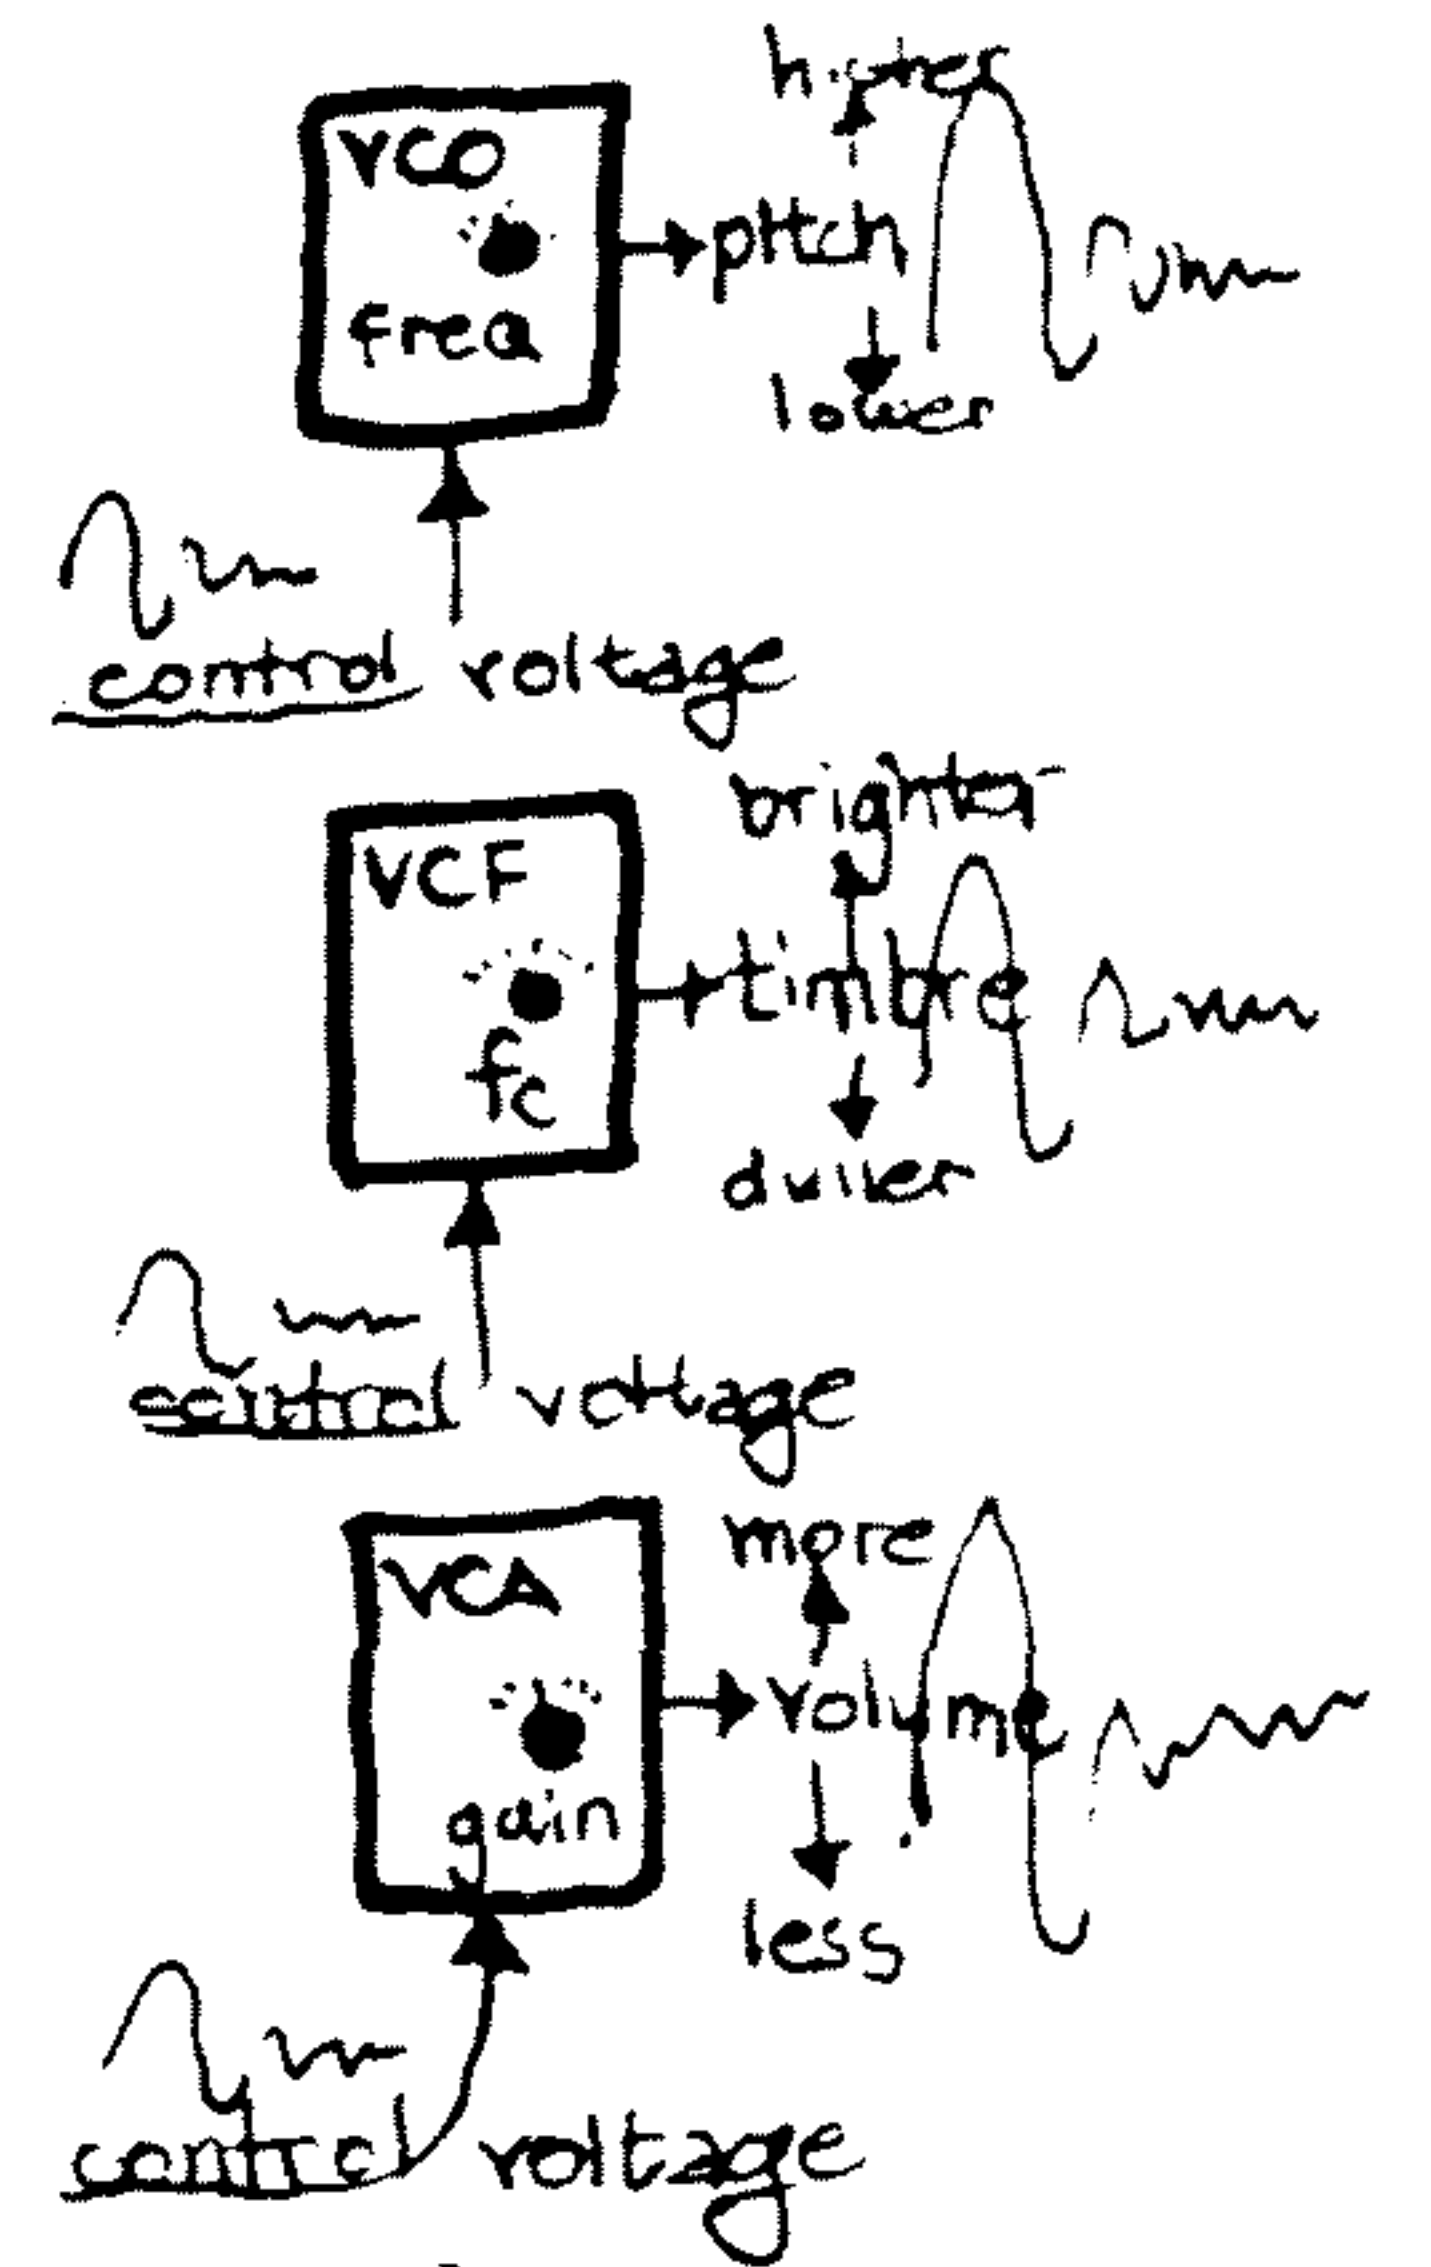 higher
VCO
pitch
freq
lower
control voltage
brighter
VCF
timbre
fc
duller
control voltage
more
VCA
volume
gain
less
control voltage